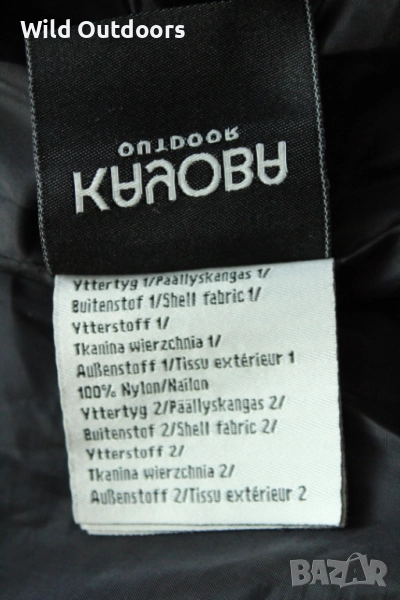 Wild Outdoors
KAYOBA
OUTDOOR
Yttertyg 1/Päällyskangas 1/
Buitenstof 1/Shell fabric 1/
Ytterstoff 1/
Tkanina wierzchnia 1/
Außenstoff 1/Tissu extérieur 1
100% Nylon/Nailon
Yttertyg 2/Päällyskangas 2/
Buitenstof 2/Shell fabric 2/
Ytterstoff 2/
Tkanina wierzchnia 2/
Außenstoff 2/Tissu extérieur 2
BAZAR